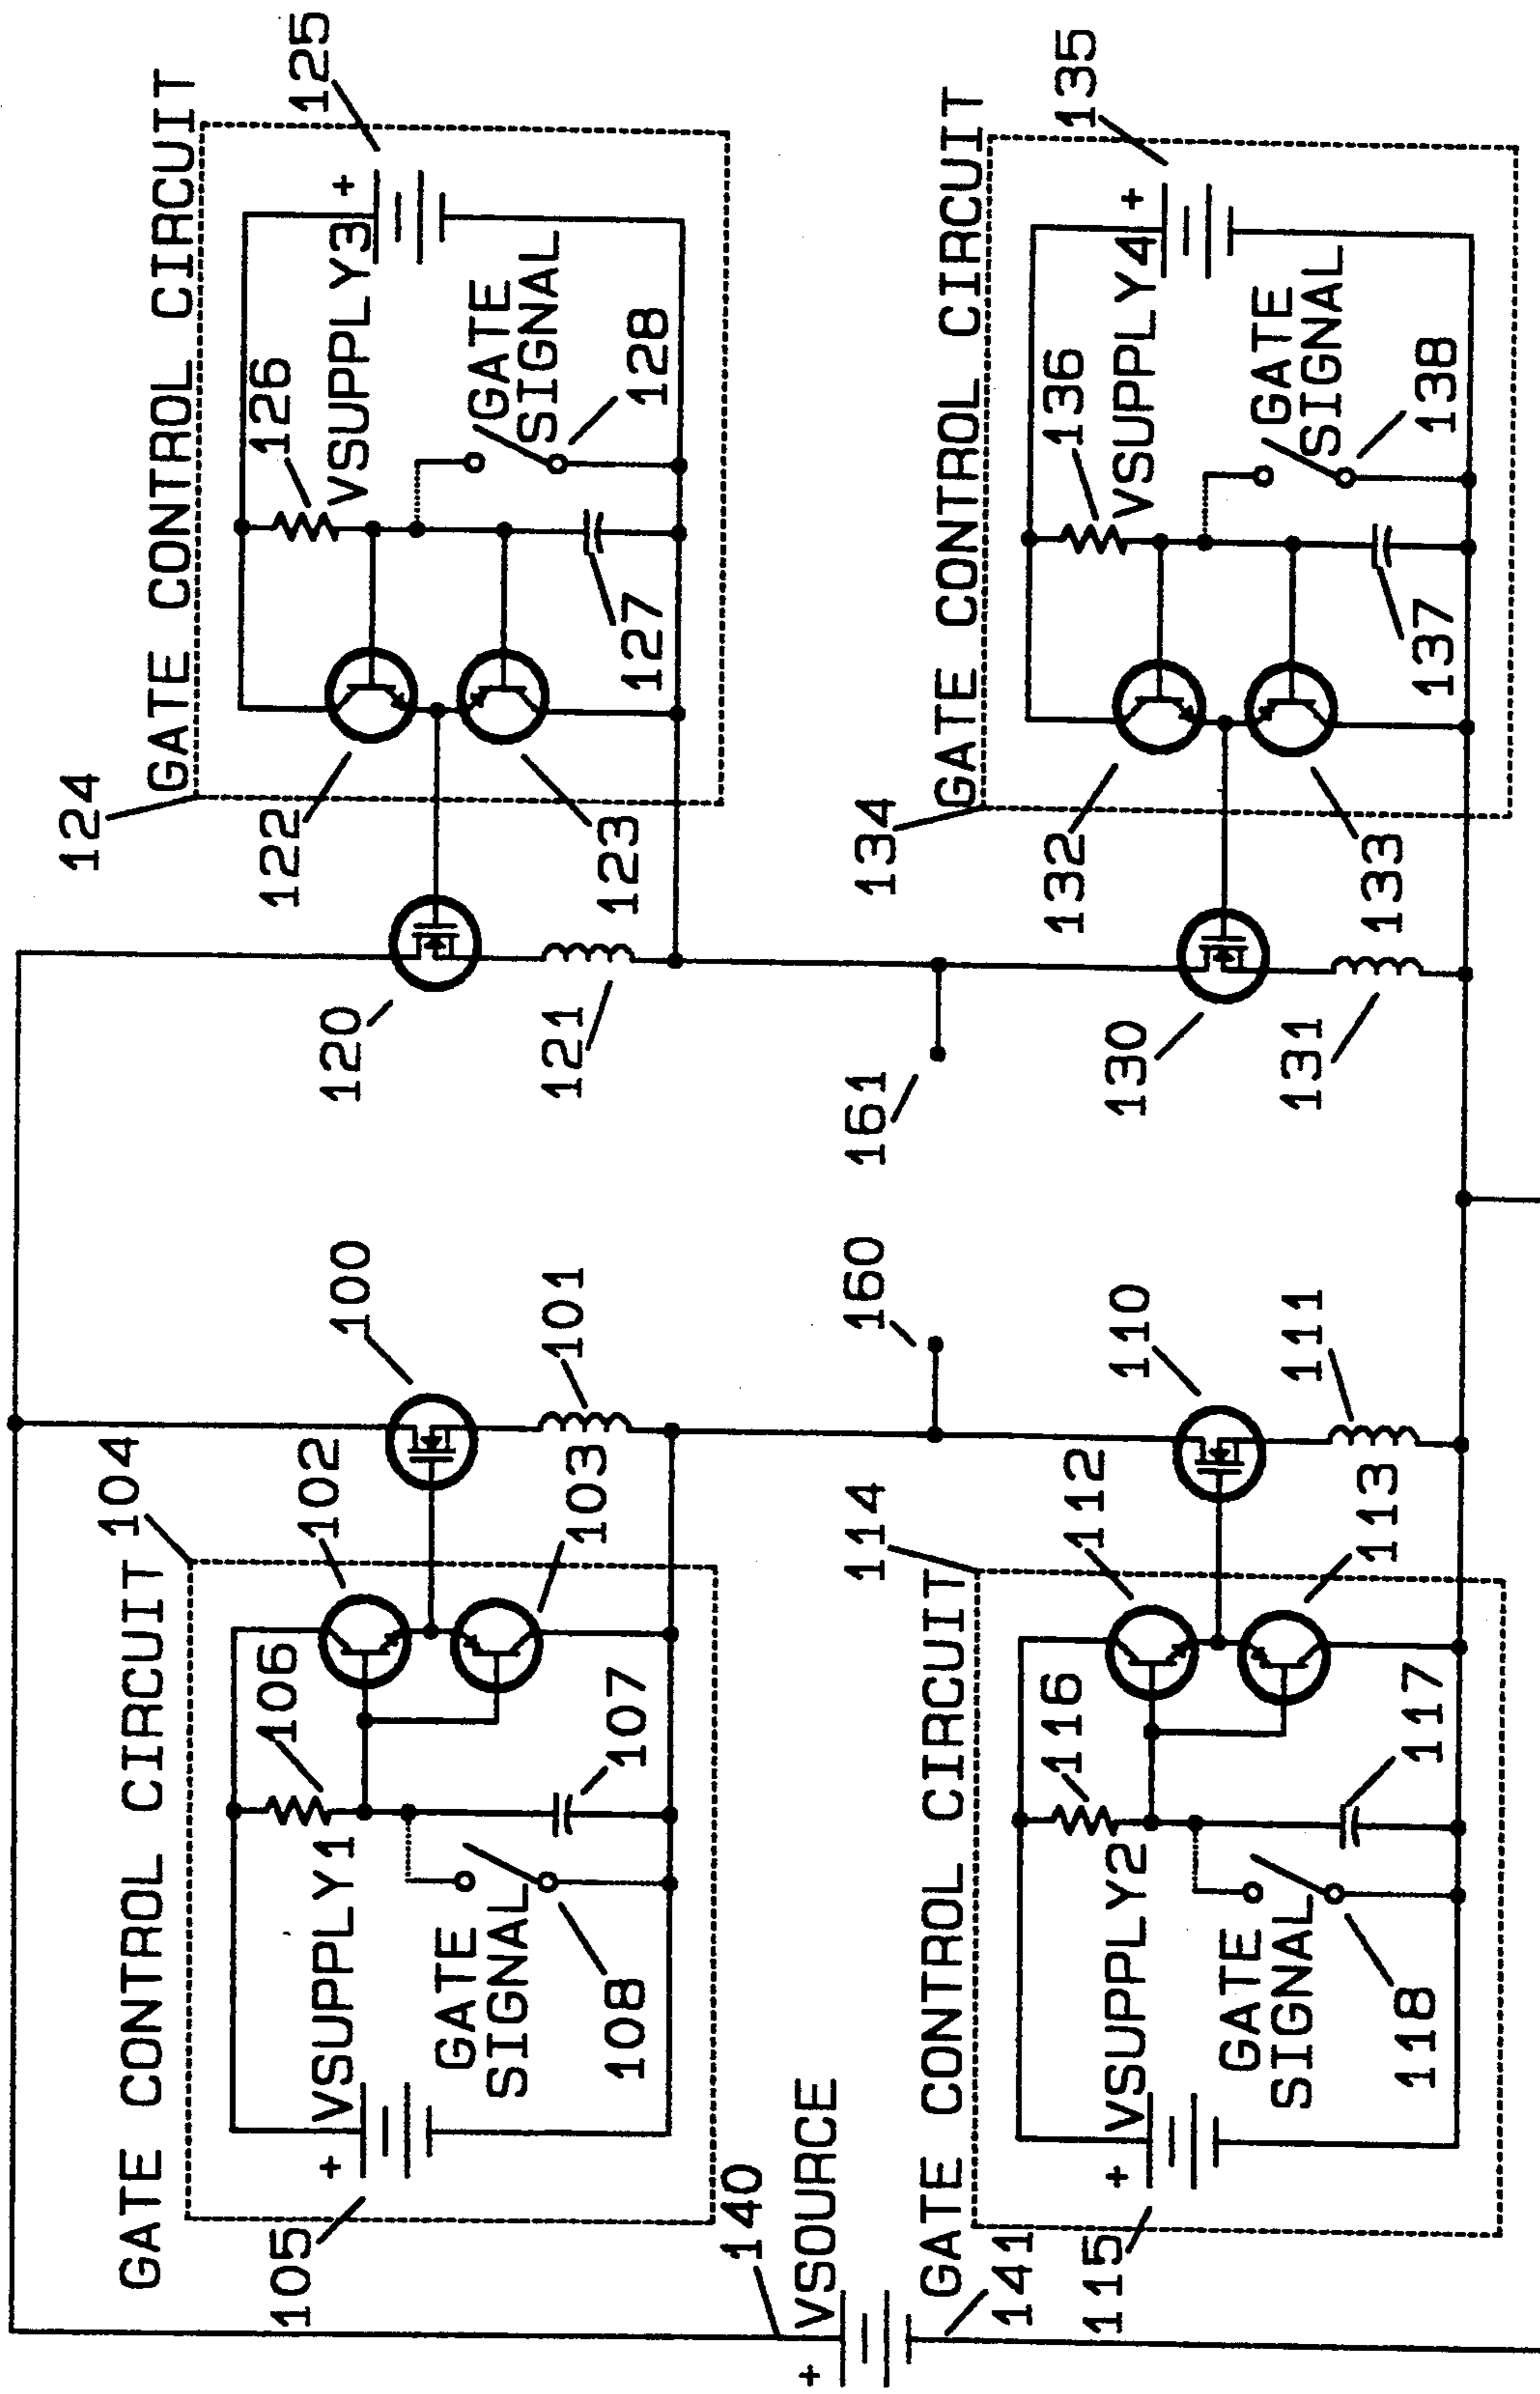 124
GATE CONTROL CIRCUIT
122
126
125
VSUPPLY3 +
120
GATE
SIGNAL
121
123
127
128
GATE CONTROL CIRCUIT
104
105
106
102
+ VSUPPLY1
100
GATE
SIGNAL
101
103
108
107
140
+ VSOURCE
141
160
161
GATE CONTROL CIRCUIT
114
115
116
112
+ VSUPPLY2
110
GATE
SIGNAL
111
113
118
117
134
GATE CONTROL CIRCUIT
132
136
135
VSUPPLY4 +
130
GATE
SIGNAL
131
133
137
138